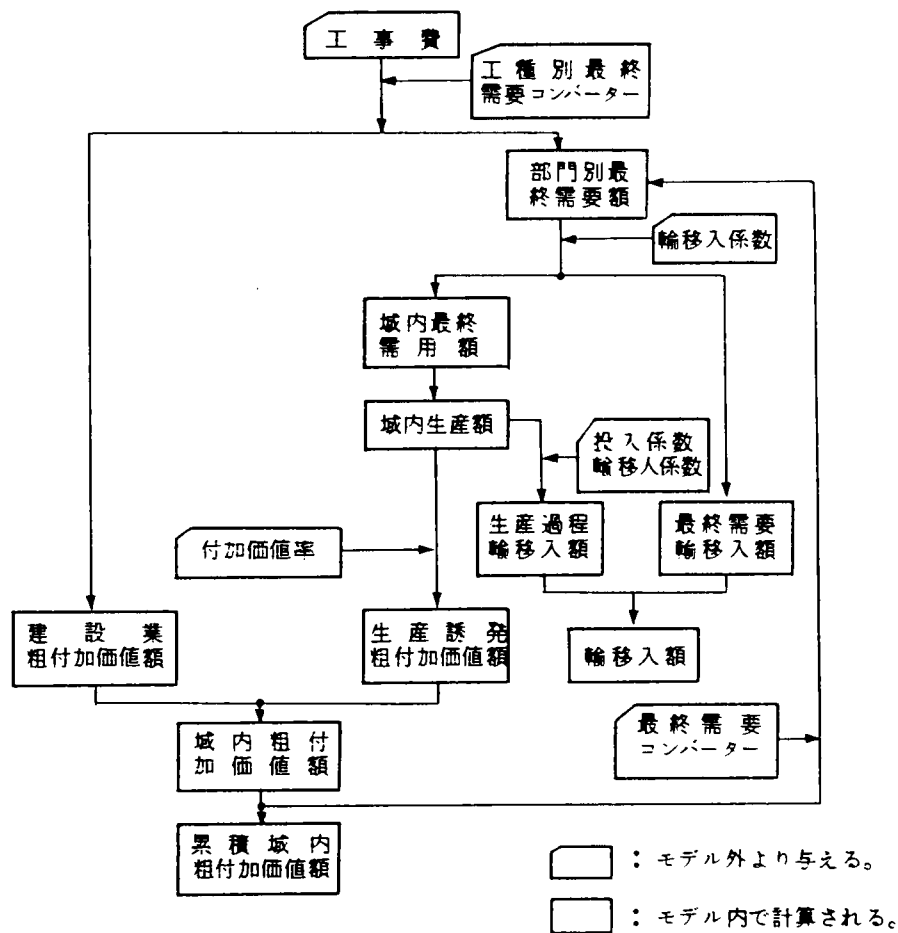 工事費
工種別最終
需要コンバーター
部門別最
終需要額
輸移入係数
域内最終
需用額
域内生産額
投入係数
輸移人係数
生産過程
輸移入額
最終需要
輸移入額
付加価値率
建設業
粗付加価値額
生産誘発
粗付加価値額
輸移入額
域内粗付
加価値額
最終需要
コンバーター
累積域内
粗付加価値額
：モデル外より与える。
：モデル内で計算される。